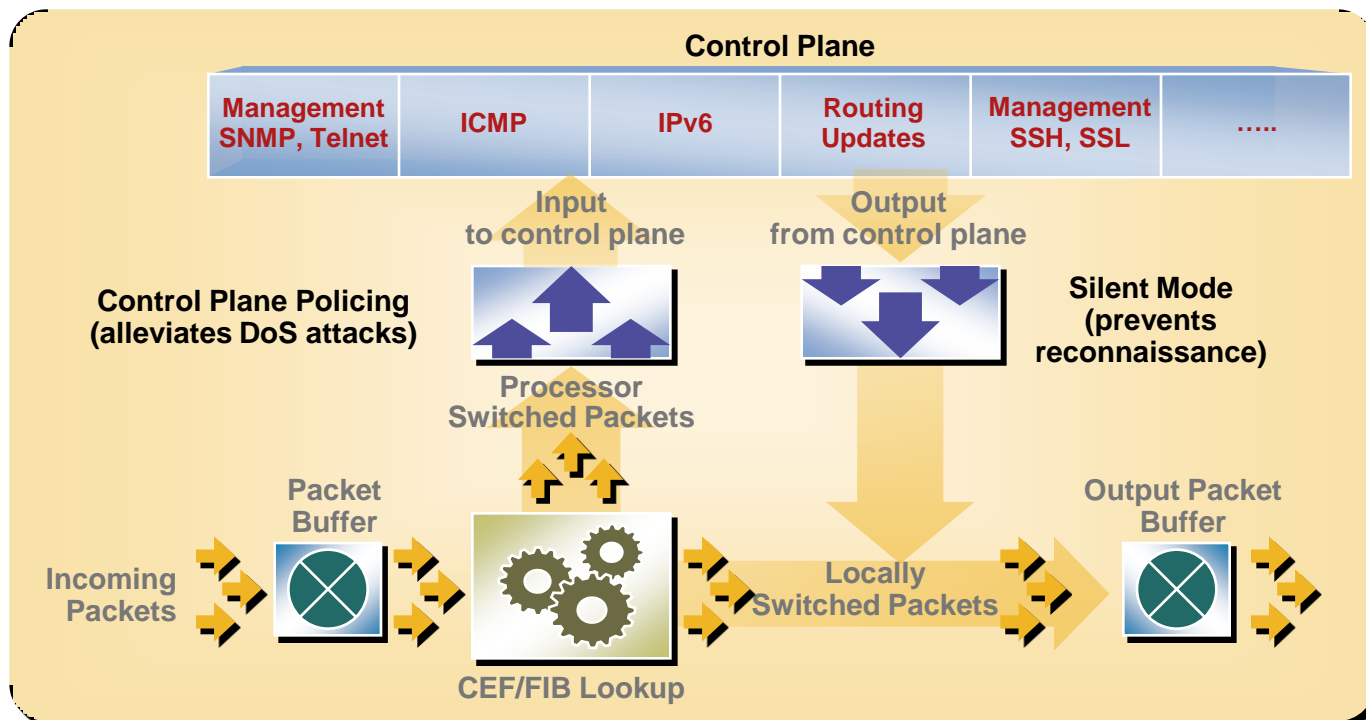 Control Plane
Management
SNMP, Telnet
ICMP
IPv6
Routing
Updates
Management
SSH, SSL
…..
Input
to control plane
Output
from control plane
Control Plane Policing
(alleviates DoS attacks)
Silent Mode
(prevents
reconnaissance)
Processor
Switched Packets
Packet
Buffer
Output Packet
Buffer
Incoming
Packets
Locally
Switched Packets
CEF/FIB Lookup